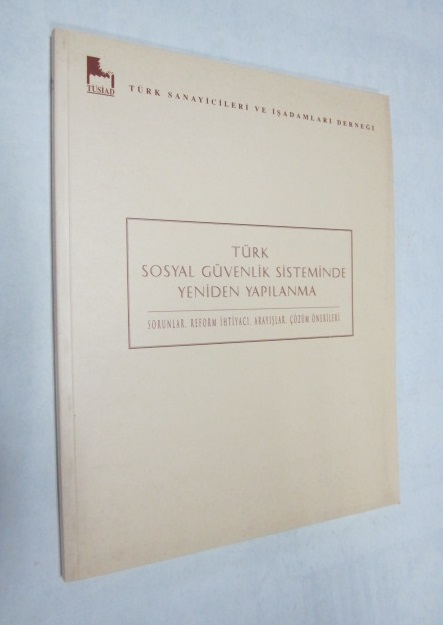 TÜSİAD
TÜRK SANAYİCİLERİ VE İŞADAMLARI DERNEĞİ
TÜRK
SOSYAL GÜVENLİK SİSTEMİNDE
YENİDEN YAPILANMA
SORUNLAR, REFORM İHTİYACI, ARAYIŞLAR, ÇÖZÜM ÖNERİLERİ